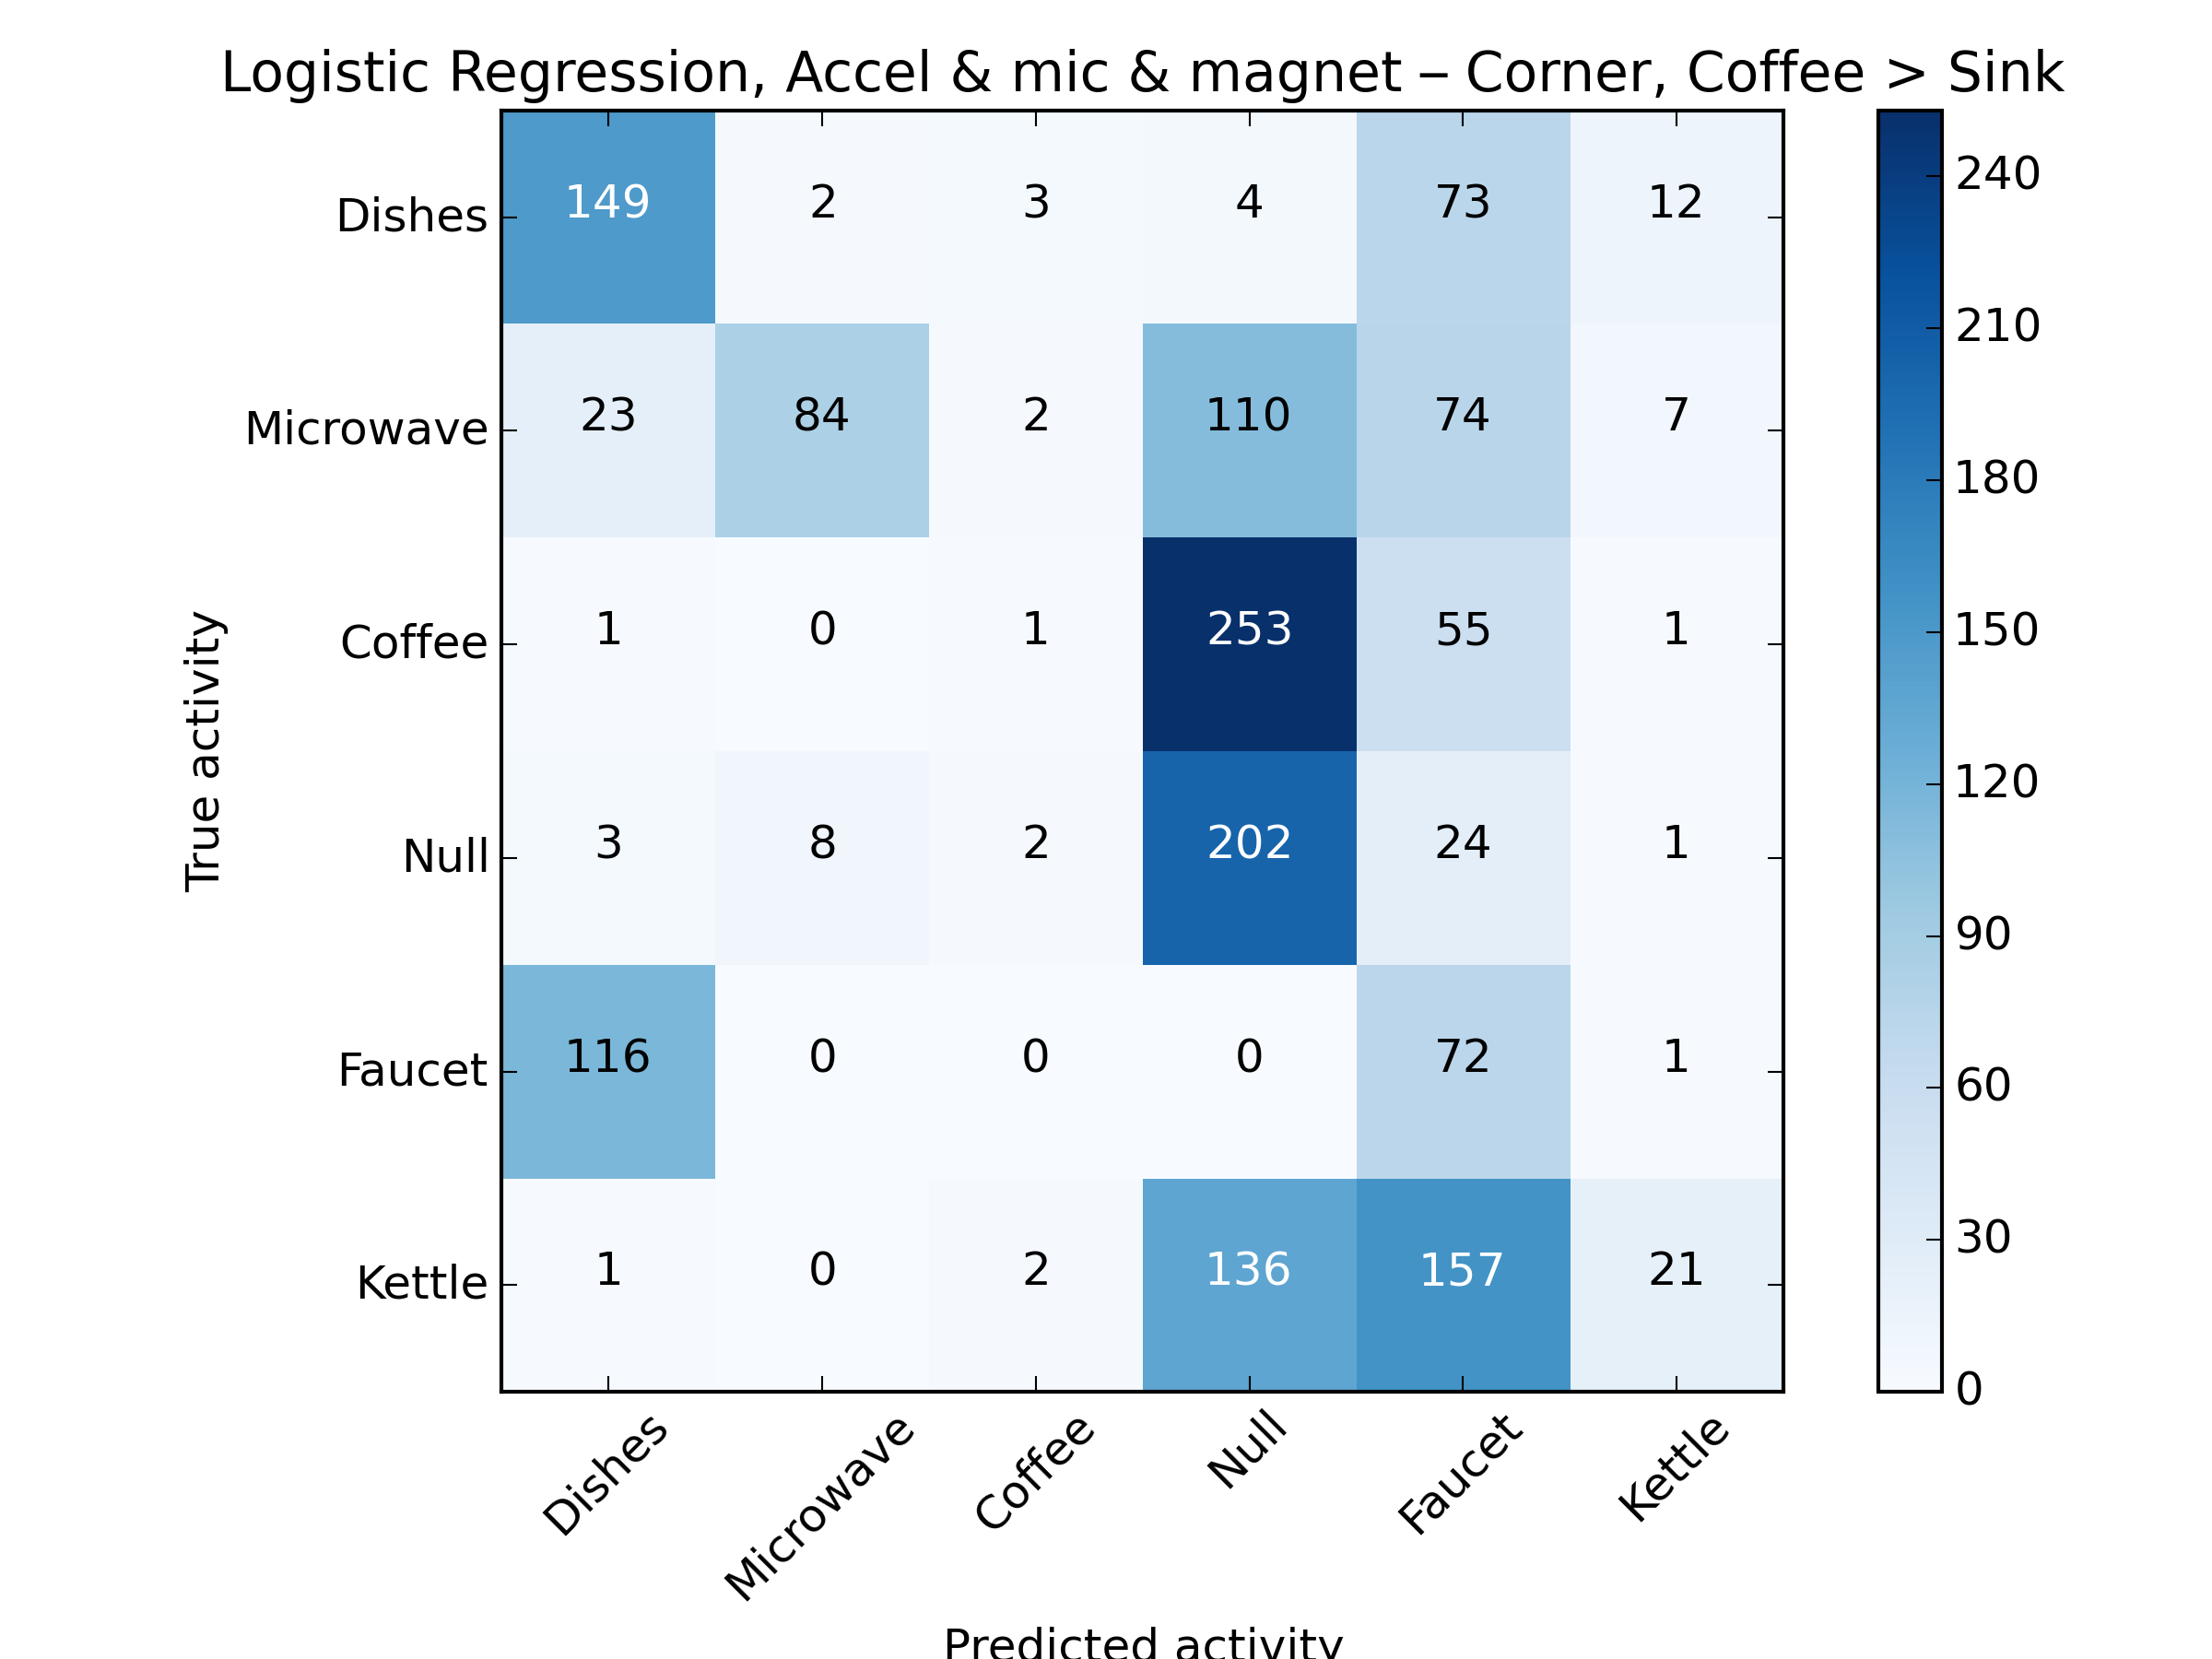 Logistic Regression, Accel & mic & magnet – Corner, Coffee > Sink
True activity
Dishes 149 2 3 4 73 12
Microwave 23 84 2 110 74 7
Coffee 1 0 1 253 55 1
Null 3 8 2 202 24 1
Faucet 116 0 0 0 72 1
Kettle 1 0 2 136 157 21
Dishes Microwave Coffee Null Faucet Kettle
Predicted activity
240
210
180
150
120
90
60
30
0